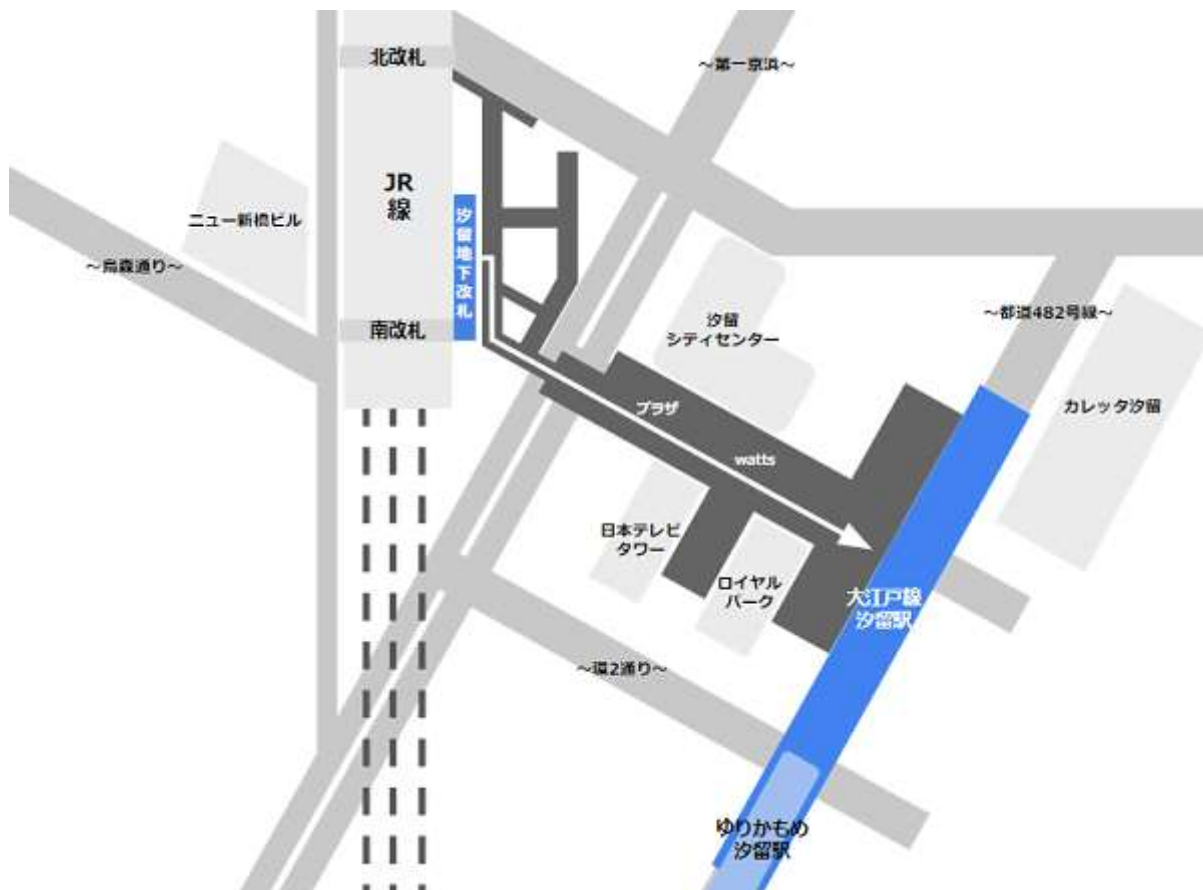 北改札
～第一京浜～
JR
線
ニュー新橋ビル
汐留地下改札
～烏森通り～
南改札
汐留
シティセンター
～都道482号線～
カレッタ汐留
プラザ
watts
日本テレビ
タワー
ロイヤル
パーク
大江戸線
汐留駅
～環2通り～
ゆりかもめ
汐留駅